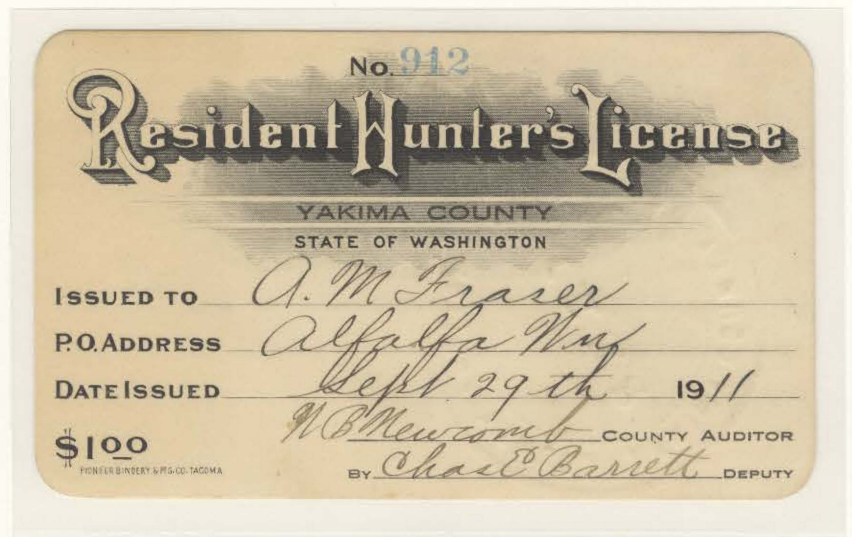 No. 912
Resident Hunter's License
YAKIMA COUNTY
STATE OF WASHINGTON
ISSUED TO A. M Fraser
P.O. ADDRESS Alfalfa Wn
DATE ISSUED Sept 29th 1911
$1.00
N B Newcomb COUNTY AUDITOR
PIONEER BINDERY & PTG. CO. TACOMA
BY Chas E Barrett DEPUTY